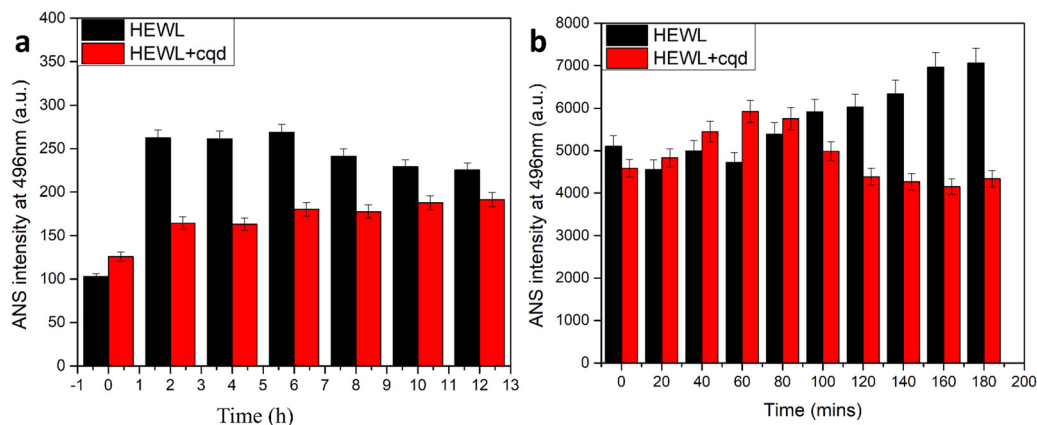 a
HEWL
HEWL+cqd
ANS intensity at 496nm (a.u.)
400
350
300
250
200
150
100
50
0
-1 0 1 2 3 4 5 6 7 8 9 10 11 12 13
Time (h)
b
HEWL
HEWL+cqd
ANS intensity at 496nm (a.u.)
8000
7000
6000
5000
4000
3000
2000
1000
0
0 20 40 60 80 100 120 140 160 180 200
Time (mins)